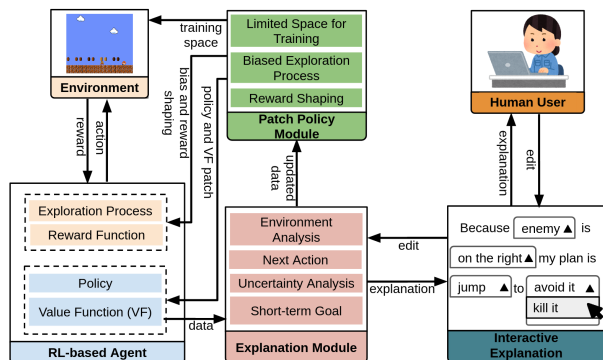 Environment
training
space
Limited Space for
Training
Biased Exploration
Process
Reward Shaping
Patch Policy
Module
Human User
reward
action
bias and reward
shaping
policy and VF patch
updated
data
explanation
edit
Exploration Process
Reward Function
Policy
Value Function (VF)
RL-based Agent
data
Environment
Analysis
Next Action
Uncertainty Analysis
Short-term Goal
Explanation Module
edit
explanation
Because enemy ▲ is
on the right ▲ my plan is
jump ▲ to avoid it ▲
kill it
Interactive
Explanation